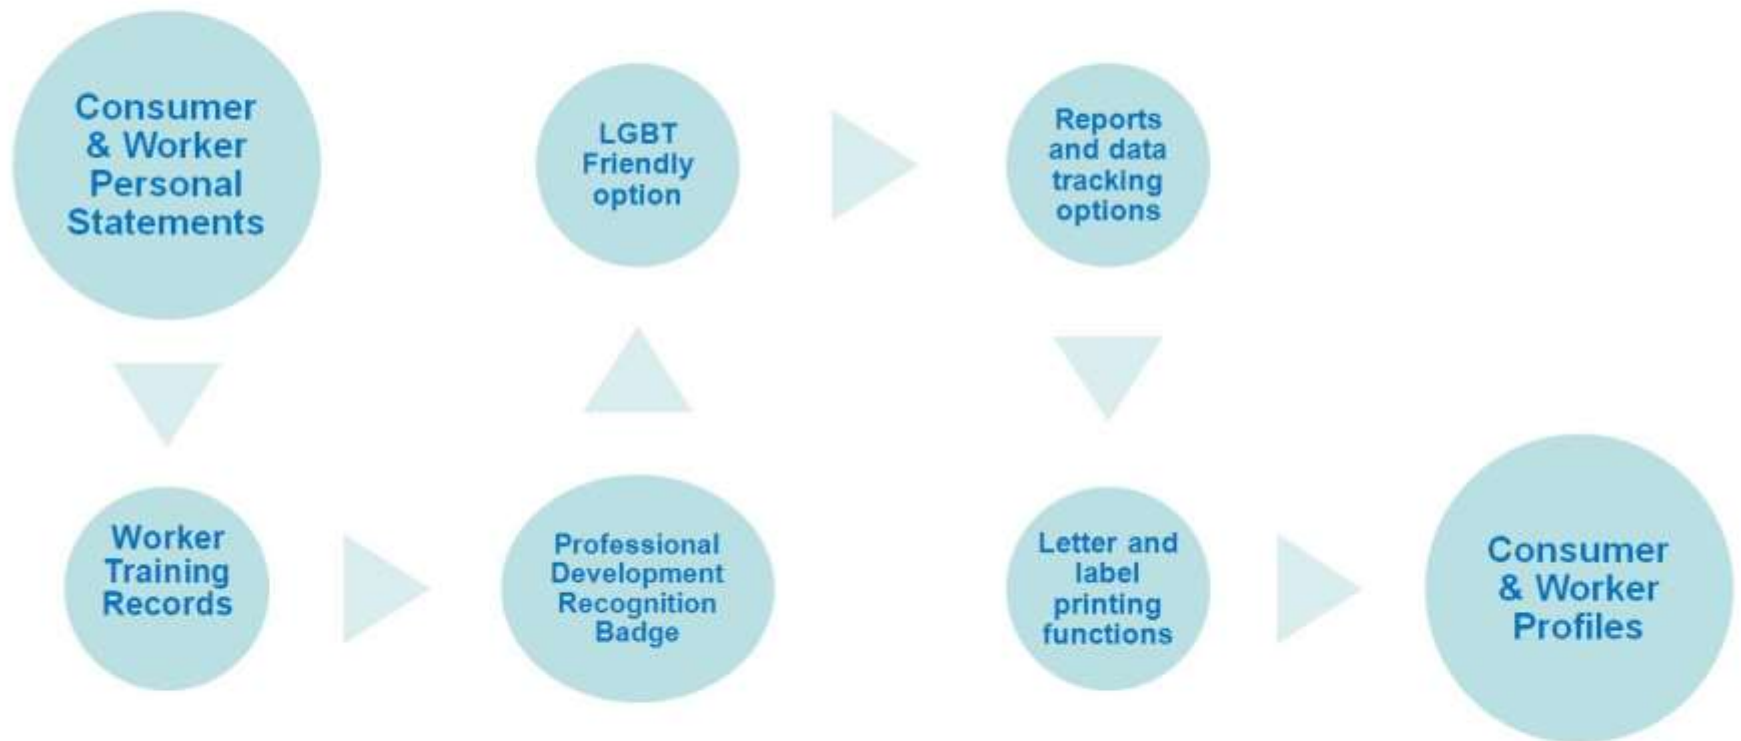 Consumer
& Worker
Personal
Statements
Worker
Training
Records
Professional
Development
Recognition
Badge
LGBT
Friendly
option
Reports
and data
tracking
options
Letter and
label
printing
functions
Consumer
& Worker
Profiles